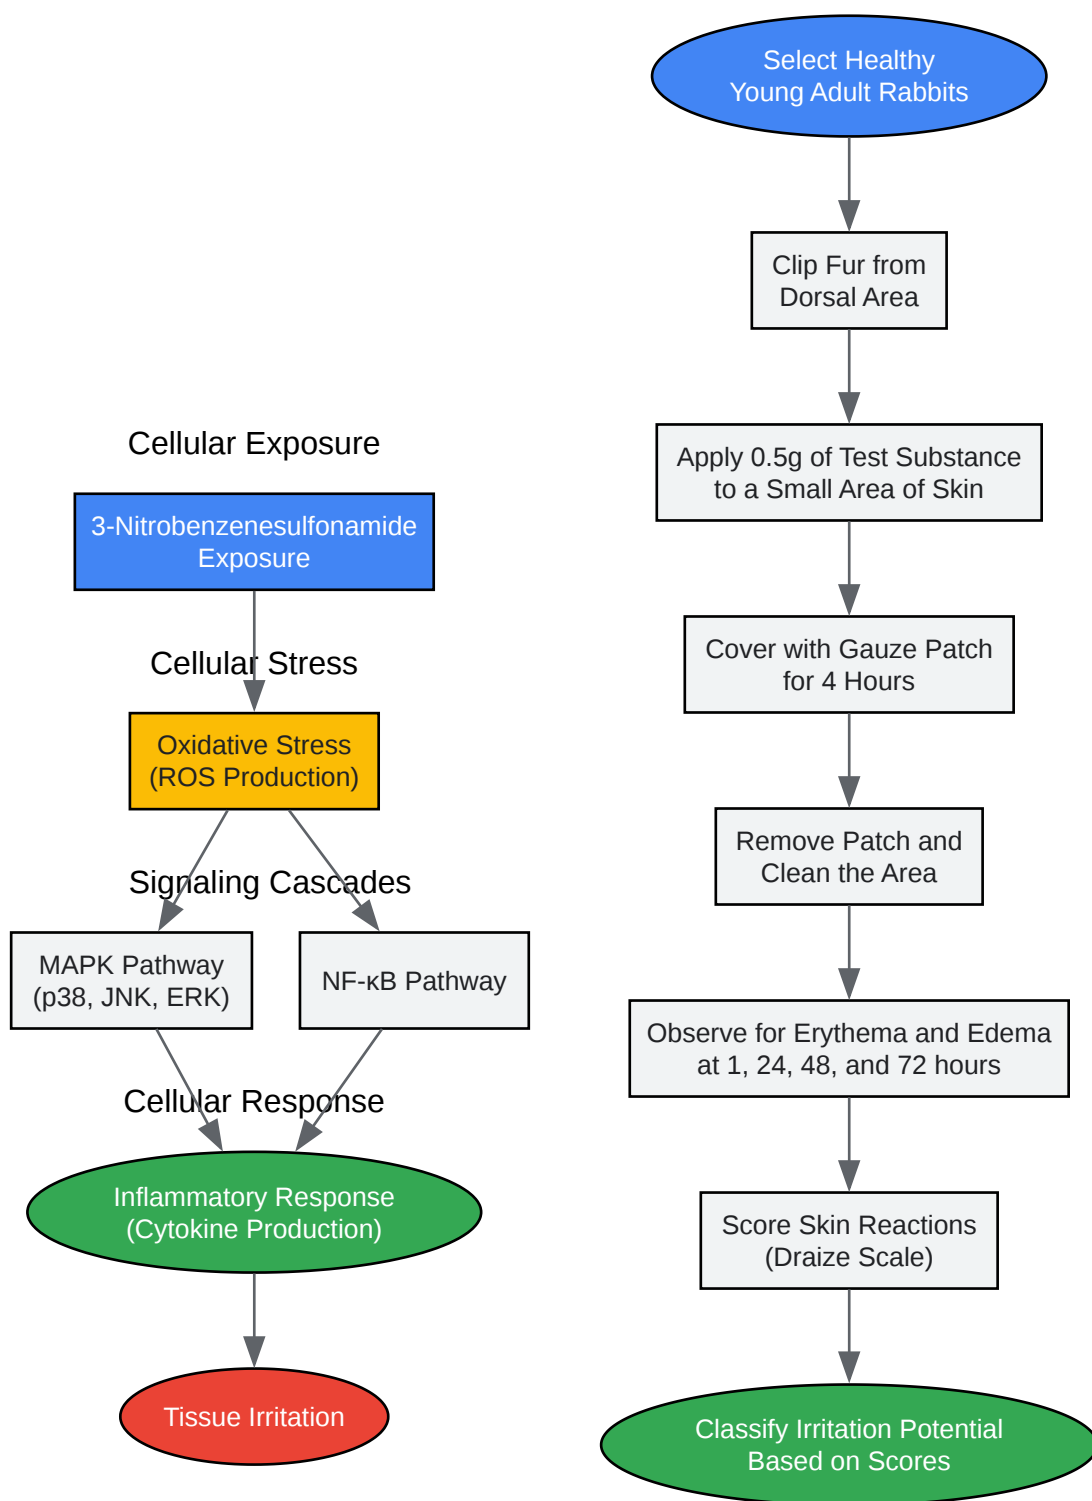 Cellular Exposure
3-Nitrobenzenesulfonamide
Exposure
Cellular Stress
Oxidative Stress
(ROS Production)
Signaling Cascades
MAPK Pathway
(p38, JNK, ERK)
NF-κB Pathway
Cellular Response
Inflammatory Response
(Cytokine Production)
Tissue Irritation
Select Healthy
Young Adult Rabbits
Clip Fur from
Dorsal Area
Apply 0.5g of Test Substance
to a Small Area of Skin
Cover with Gauze Patch
for 4 Hours
Remove Patch and
Clean the Area
Observe for Erythema and Edema
at 1, 24, 48, and 72 hours
Score Skin Reactions
(Draize Scale)
Classify Irritation Potential
Based on Scores